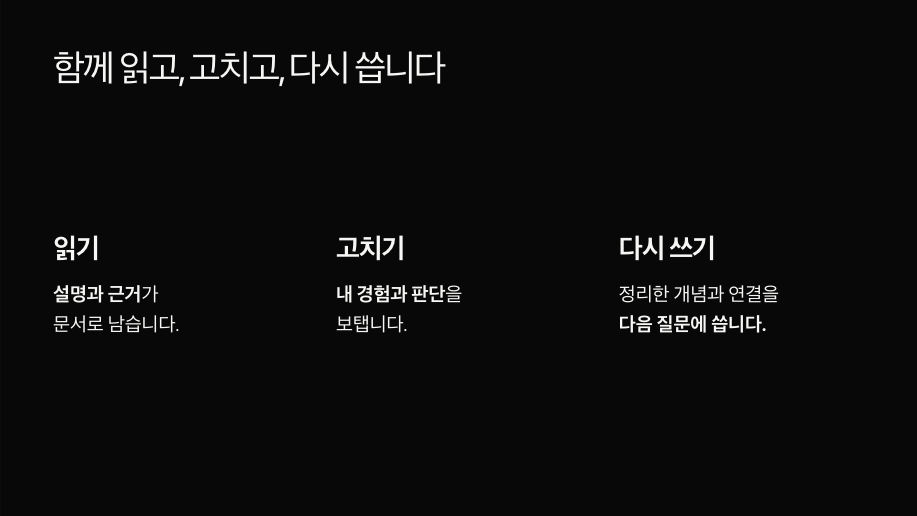 함께 읽고, 고치고, 다시 씁니다
읽기
설명과 근거가
문서로 남습니다.
고치기
내 경험과 판단을
보탭니다.
다시 쓰기
정리한 개념과 연결을
다음 질문에 씁니다.